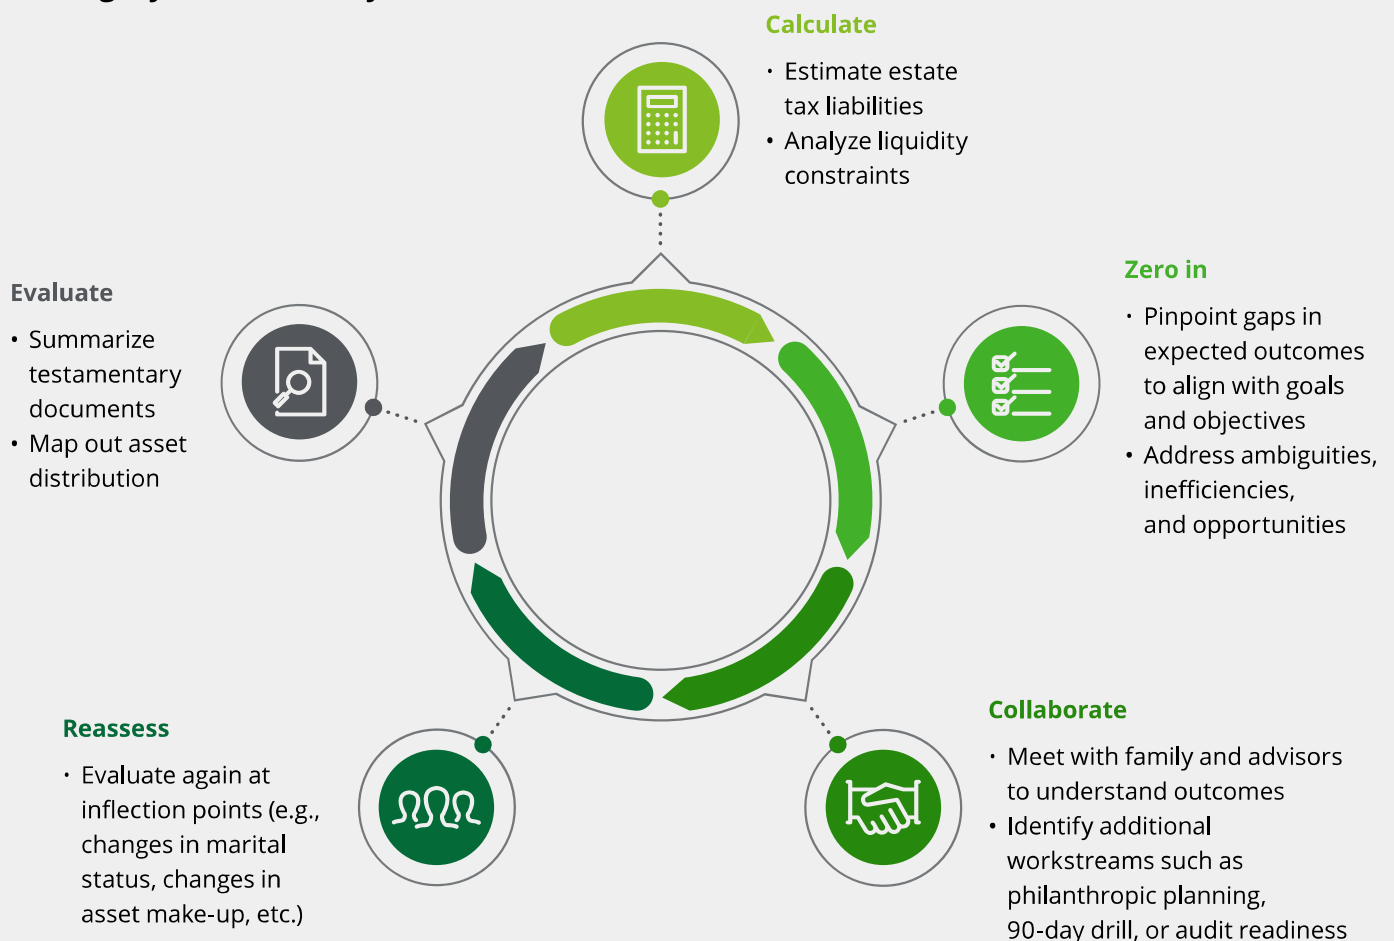 Calculate
• Estimate estate
tax liabilities
• Analyze liquidity
constraints
Zero in
• Pinpoint gaps in
expected outcomes
to align with goals
and objectives
• Address ambiguities,
inefficiencies,
and opportunities
Evaluate
• Summarize
testamentary
documents
• Map out asset
distribution
Collaborate
• Meet with family and advisors
to understand outcomes
• Identify additional
workstreams such as
philanthropic planning,
90-day drill, or audit readiness
Reassess
• Evaluate again at
inflection points (e.g.,
changes in marital
status, changes in
asset make-up, etc.)